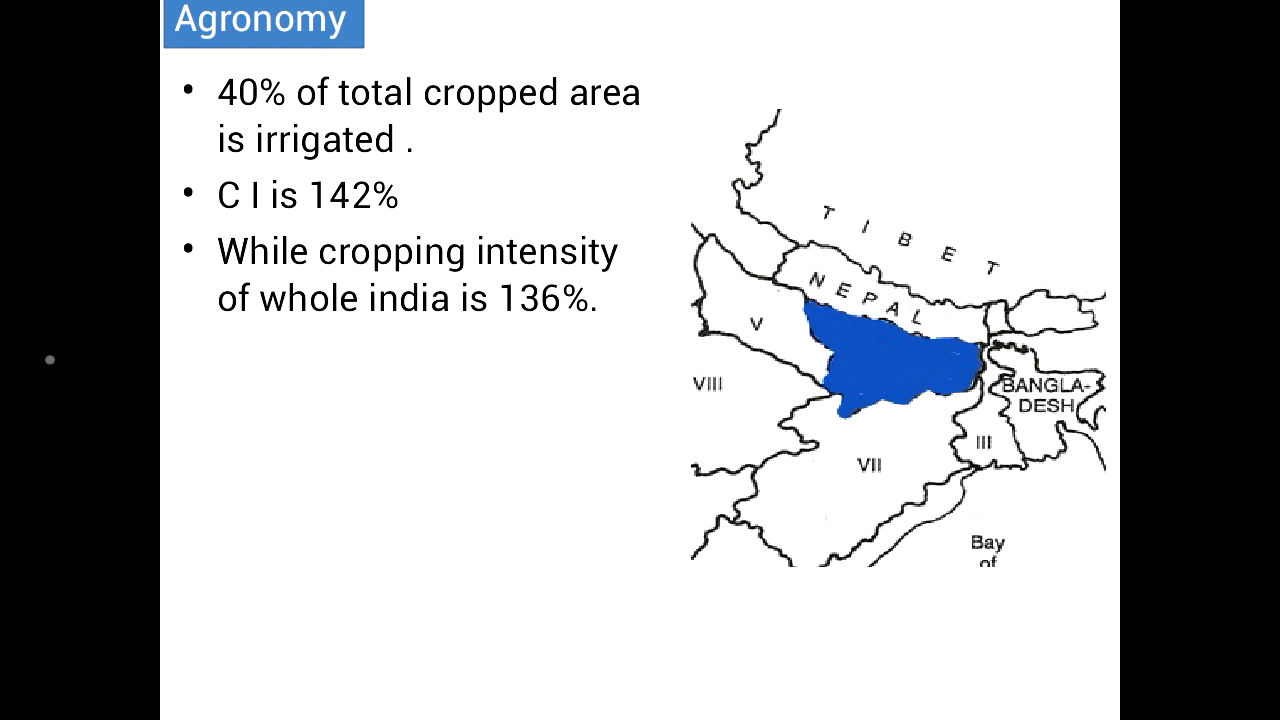 Agronomy
• 40% of total cropped area
is irrigated .
• C I is 142%
• While cropping intensity
of whole india is 136%.
TIBET
NEPAL
V
VIII
BANGLA-
DESH
III
VII
Bay
of